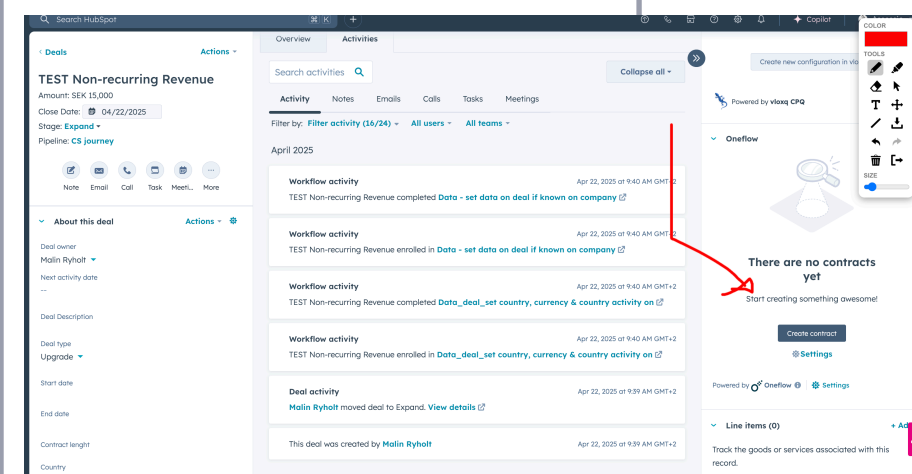 Search HubSpot
⌘ K
+
Copilot
Deals
Actions
TEST Non-recurring Revenue
Amount: SEK 15,000
Close Date: 04/22/2025
Stage: Expand
Pipeline: CS journey
Note Email Call Task Meeti... More
About this deal
Actions
Deal owner
Malin Ryholt
Next activity date
--
Deal Description
Deal type
Upgrade
Start date
End date
Contract lenght
Country
Overview Activities
Search activities
Collapse all
Activity Notes Emails Calls Tasks Meetings
Filter by: Filter activity (16/24) All users All teams
April 2025
Workflow activity Apr 22, 2025 at 9:40 AM GMT+2
TEST Non-recurring Revenue completed Data - set data on deal if known on company
Workflow activity Apr 22, 2025 at 9:40 AM GMT+2
TEST Non-recurring Revenue enrolled in Data - set data on deal if known on company
Workflow activity Apr 22, 2025 at 9:40 AM GMT+2
TEST Non-recurring Revenue completed Data_deal_set country, currency & country activity on
Workflow activity Apr 22, 2025 at 9:40 AM GMT+2
TEST Non-recurring Revenue enrolled in Data_deal_set country, currency & country activity on
Deal activity Apr 22, 2025 at 9:39 AM GMT+2
Malin Ryholt moved deal to Expand. View details
This deal was created by Malin Ryholt Apr 22, 2025 at 9:39 AM GMT+2
Create new configuration in vlo
Powered by vloxq CPQ
Oneflow
There are no contracts
yet
Start creating something awesome!
Create contract
Settings
Powered by Oneflow Settings
Line items (0)
+ Ad
Track the goods or services associated with this
record.
COLOR
TOOLS
T
SIZE